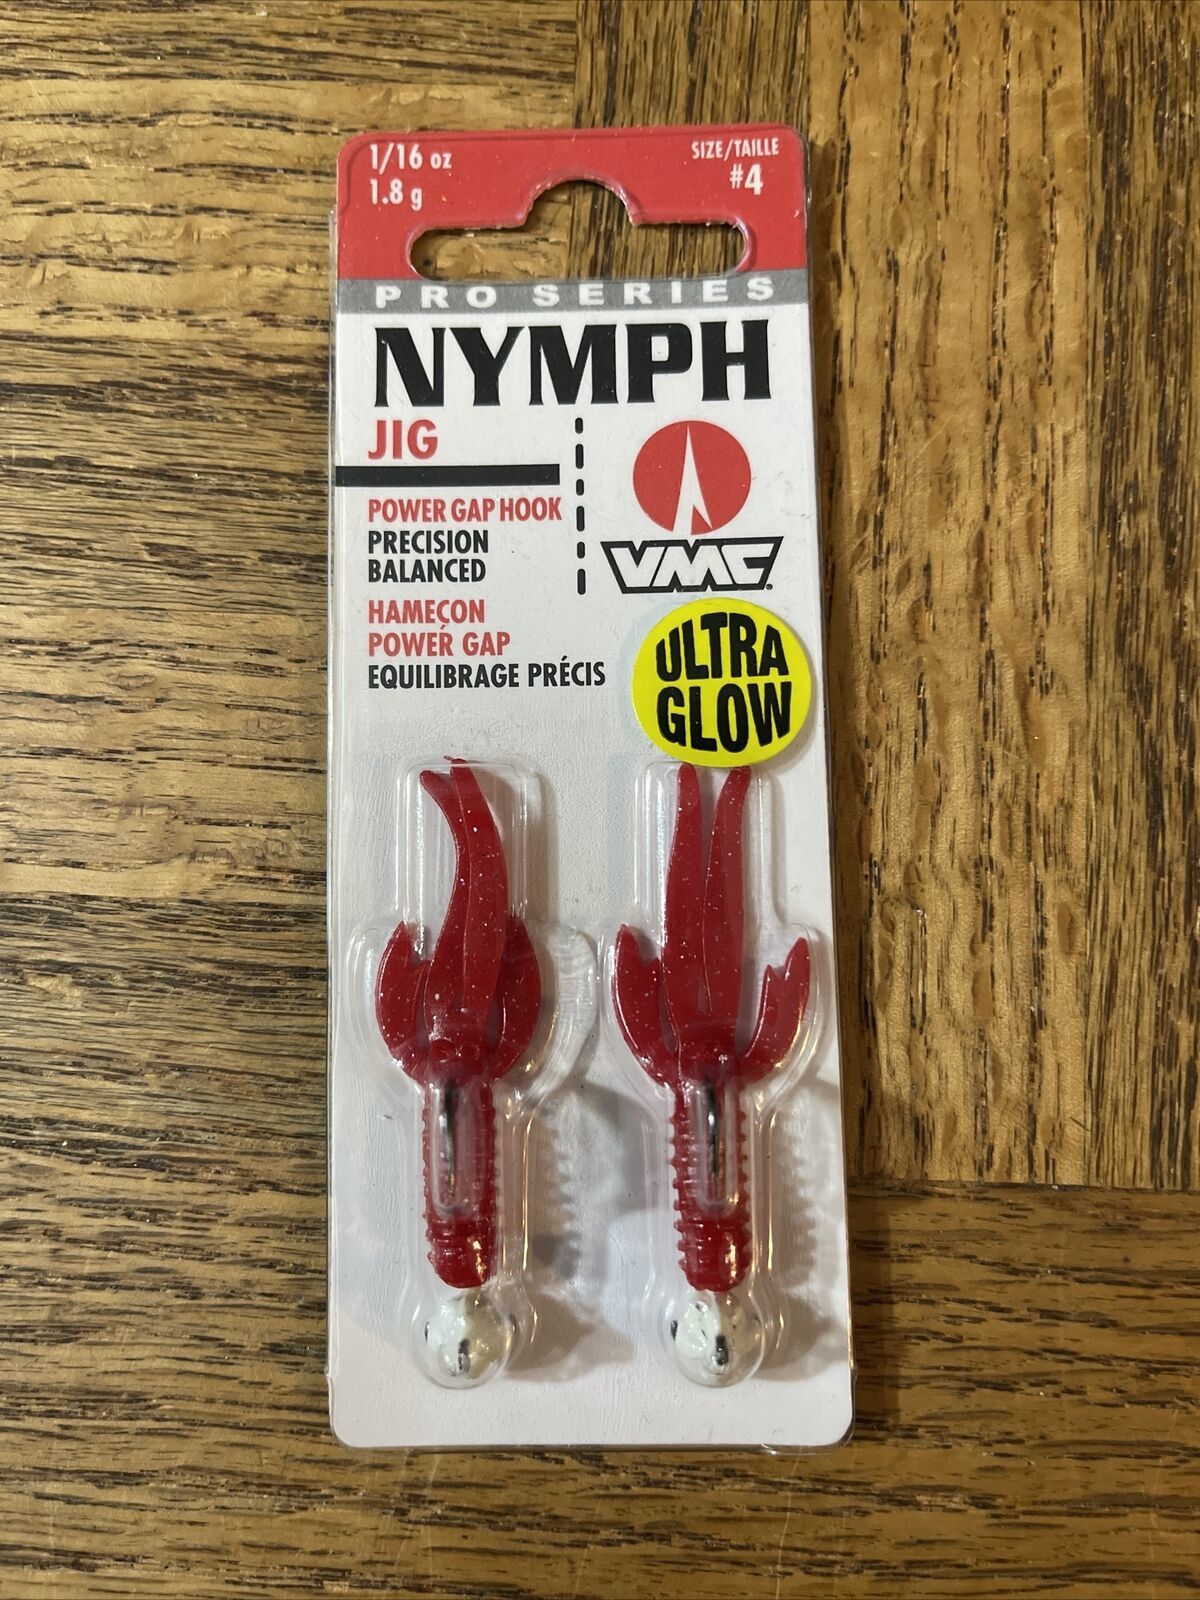 1/16 oz
1.8 g
SIZE/TAILLE
#4
PRO SERIES
NYMPH
JIG
POWER GAP HOOK
PRECISION
BALANCED
HAMEÇON
POWER GAP
EQUILIBRAGE PRÉCIS
VMC
ULTRA
GLOW